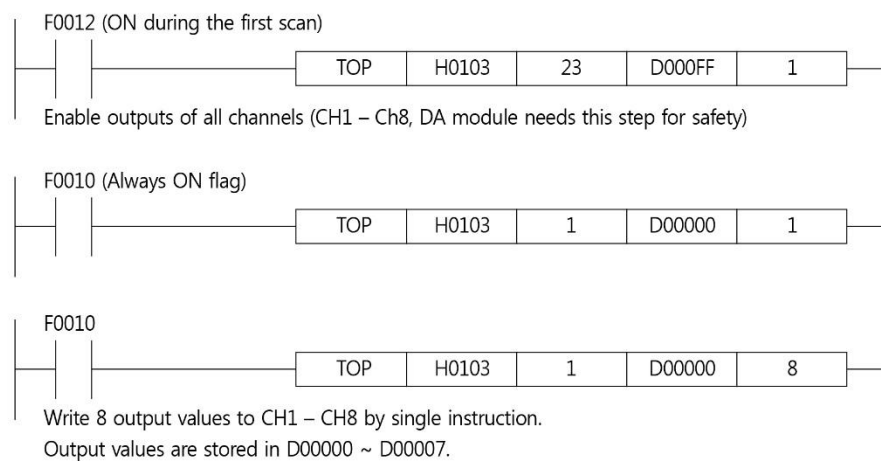 F0012 (ON during the first scan)
TOP H0103 23 D000FF 1
Enable outputs of all channels (CH1 – Ch8, DA module needs this step for safety)
F0010 (Always ON flag)
TOP H0103 1 D00000 1
F0010
TOP H0103 1 D00000 8
Write 8 output values to CH1 – CH8 by single instruction.
Output values are stored in D00000 ~ D00007.